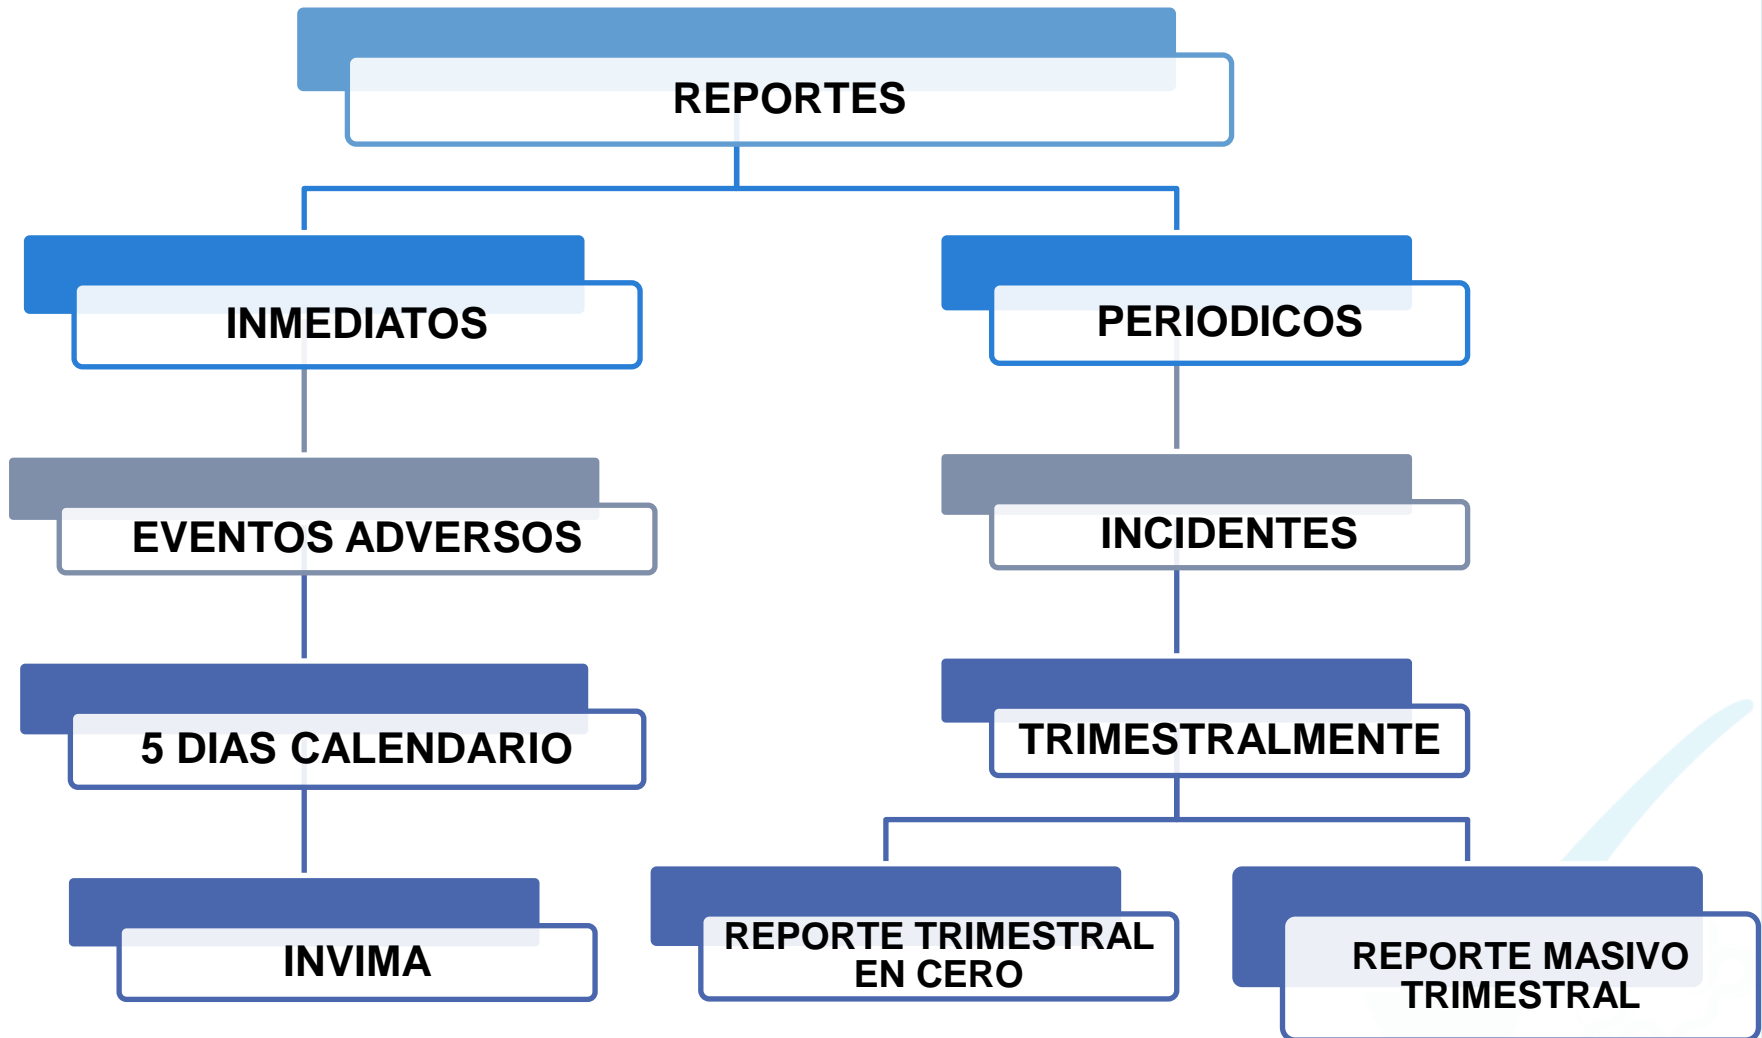 REPORTES
INMEDIATOS
PERIODICOS
EVENTOS ADVERSOS
INCIDENTES
5 DIAS CALENDARIO
TRIMESTRALMENTE
INVIMA
REPORTE TRIMESTRAL
EN CERO
REPORTE MASIVO
TRIMESTRAL